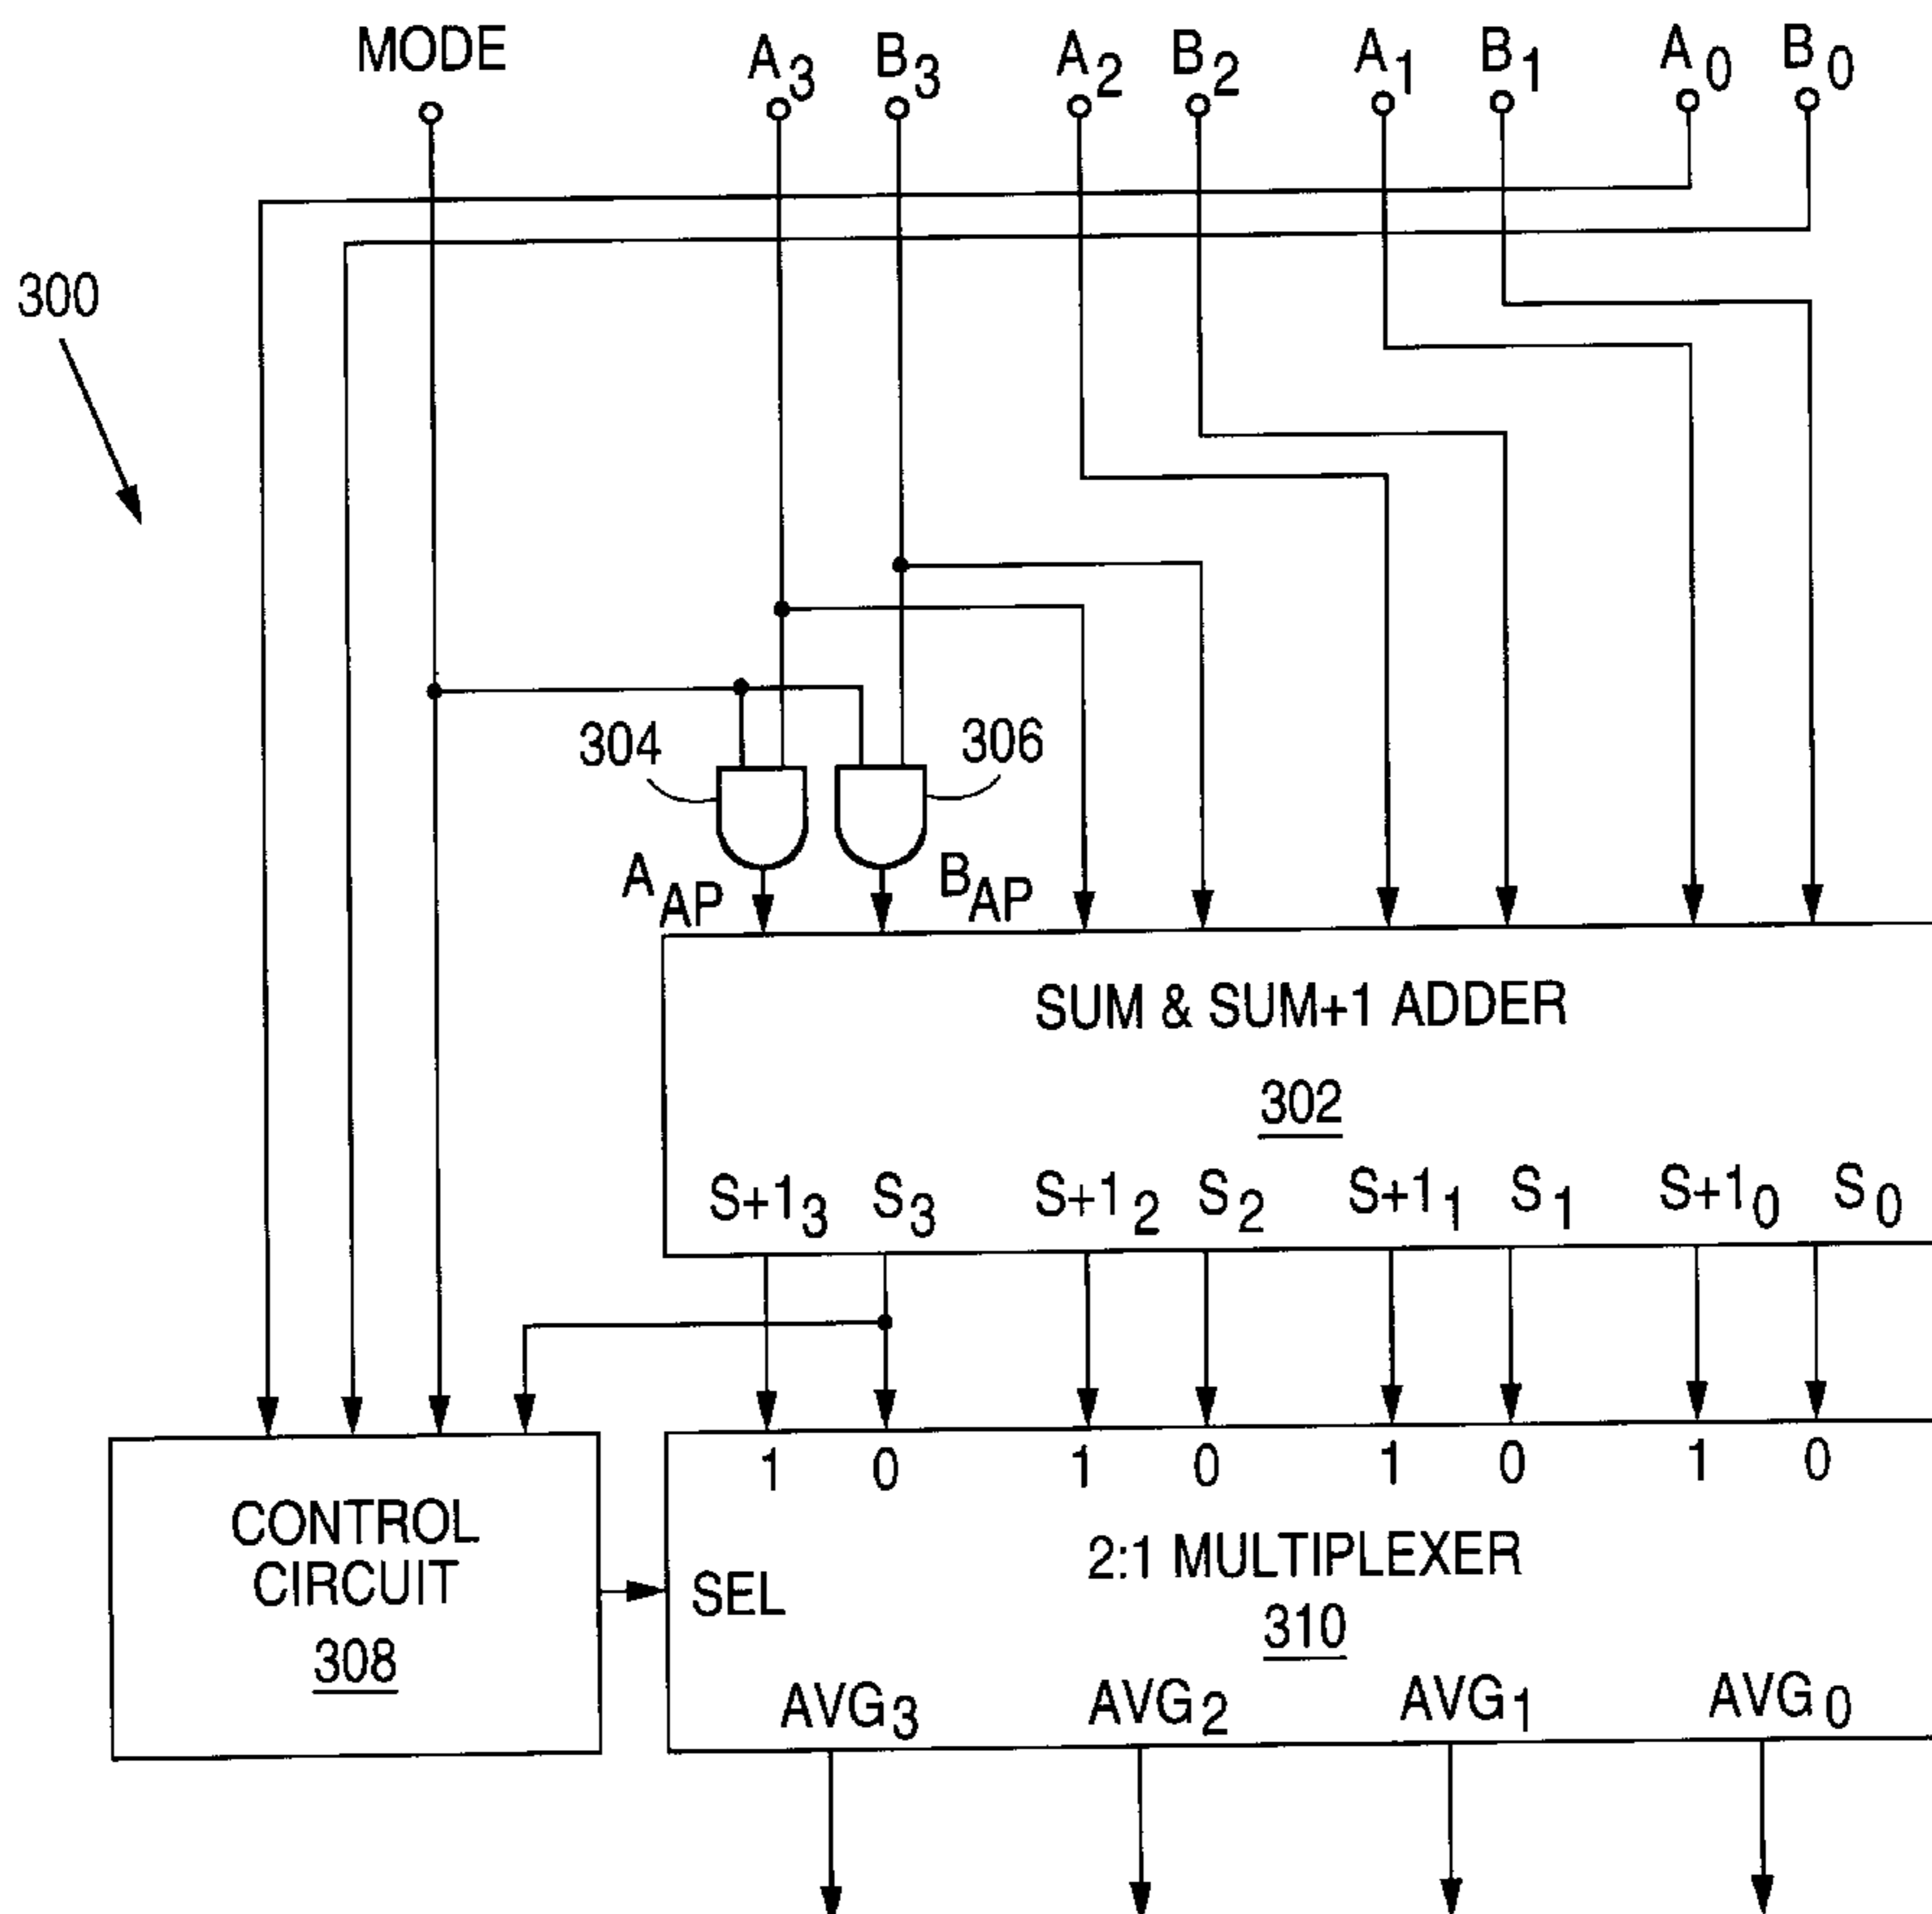 MODE A3 B3 A2 B2 A1 B1 A0 B0
300
304 306
AAP BAP
SUM & SUM+1 ADDER
302
S+13 S3 S+12 S2 S+11 S1 S+10 S0
1 0 1 0 1 0 1 0
CONTROL
CIRCUIT
308
2:1 MULTIPLEXER
SEL
310
AVG3 AVG2 AVG1 AVG0